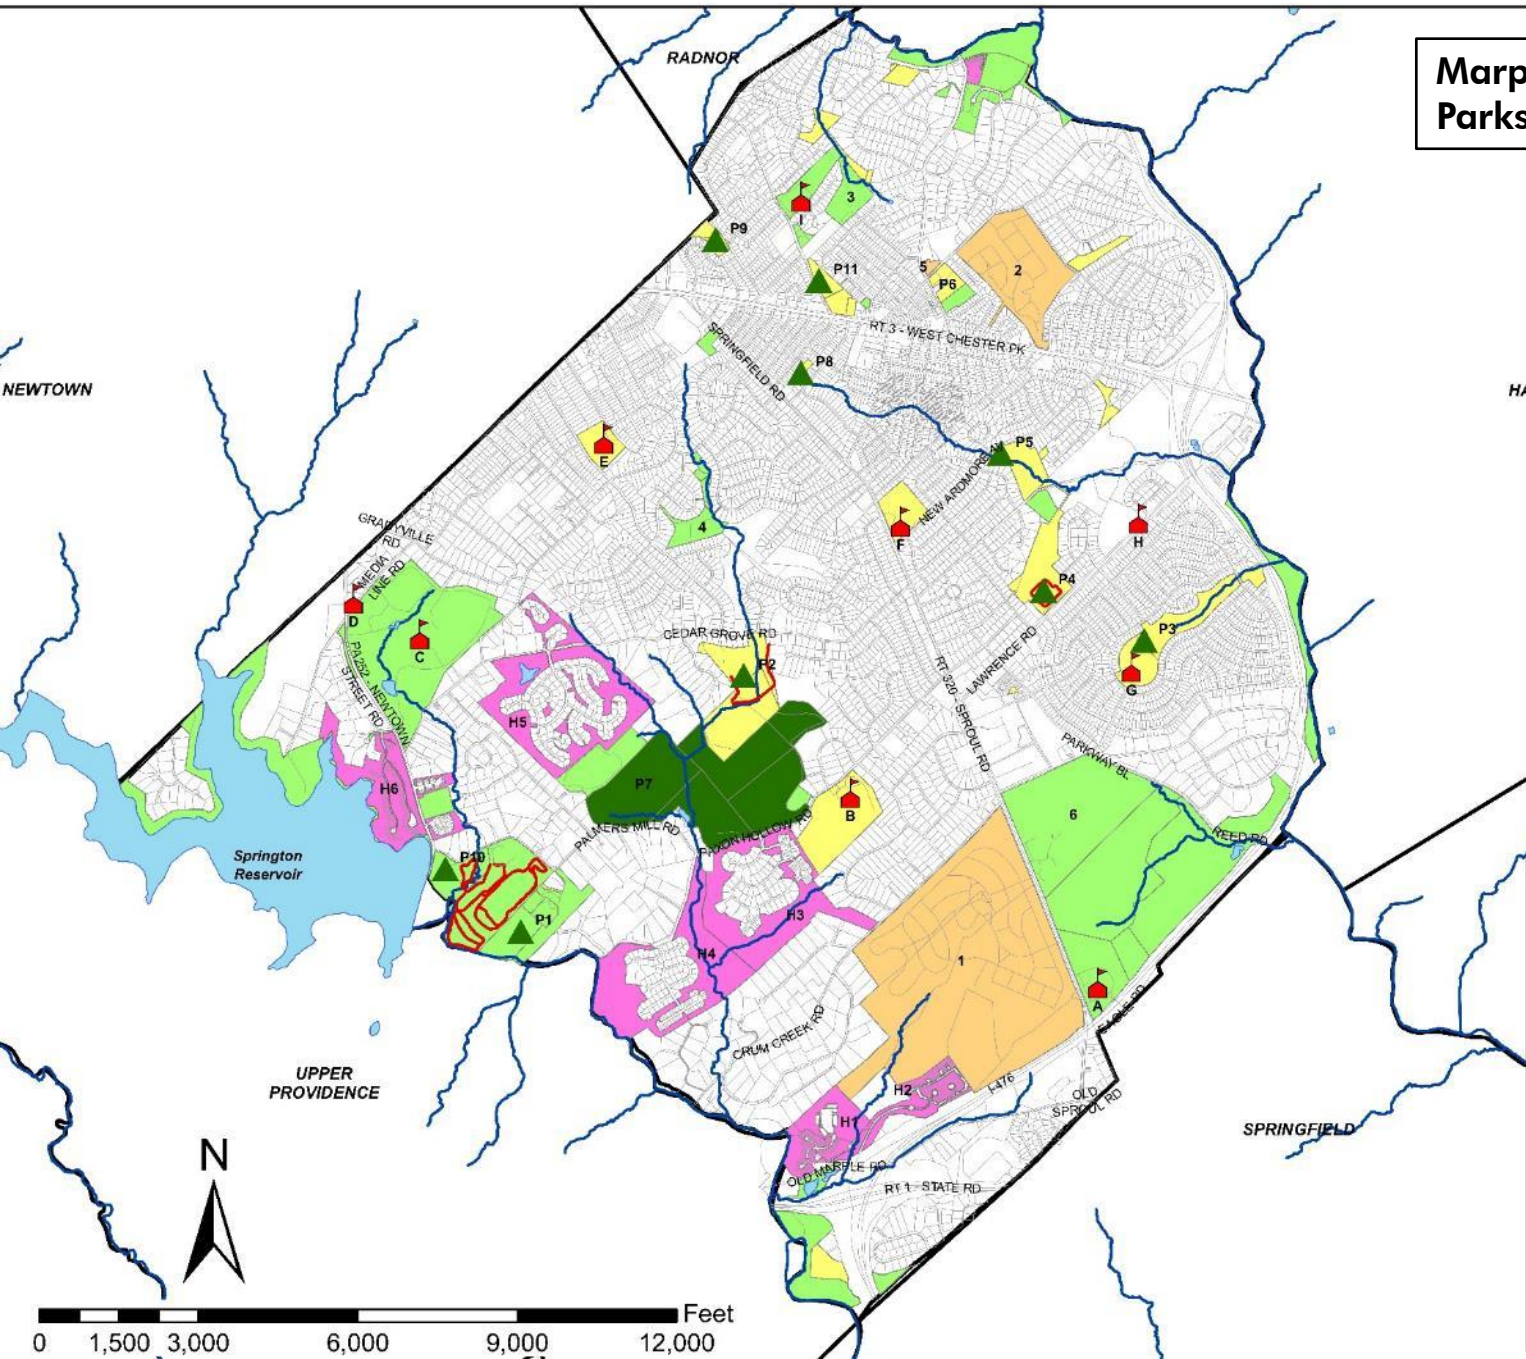 RADNOR
Marp
Parks
I
3
P9
P11
5
P6
2
RT 3 - WEST CHESTER PK
SPRINGFIELD RD
P8
NEWTOWN
HA
E
P5
NEW ARDMORE AV
F
H
4
GRADYVILLE
RD
MEDIA
LINE RD
D
C
P4
P3
G
CEDAR GROVE RD
P2
LAWRENCE RD
PA 252 - NEWTOWN
STREET RD
H5
RT 320 - SPROUL RD
PARKWAY BL
H6
P7
B
6
PALMERS MILL RD
PAXON HOLLOW RD
REED RD
Springton
Reservoir
P10
P1
H3
H4
1
A
EAGLE RD
CRUM CREEK RD
UPPER
PROVIDENCE
H2
I-476
OLD
SPROUL RD
H1
SPRINGFIELD
OLD MARPLE RD
RT 1 - STATE RD
N
Feet
0 1,500 3,000 6,000 9,000 12,000